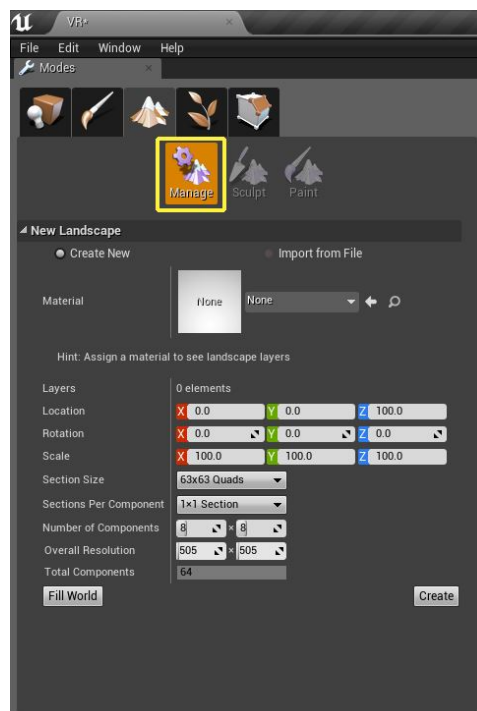 VR*
File Edit Window Help
Modes
Manage Sculpt Paint
New Landscape
Create New Import from File
Material None None
Hint: Assign a material to see landscape layers
Layers 0 elements
Location X 0.0 Y 0.0 Z 100.0
Rotation X 0.0 Y 0.0 Z 0.0
Scale X 100.0 Y 100.0 Z 100.0
Section Size 63x63 Quads
Sections Per Component 1×1 Section
Number of Components 8 × 8
Overall Resolution 505 × 505
Total Components 64
Fill World Create